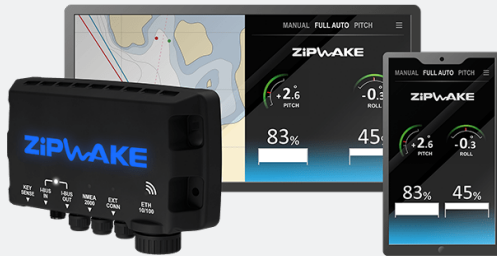 MANUAL FULL AUTO PITCH
ZIPWAKE
+2.6°
PITCH
-0.3°
ROLL
83%
45%
MANUAL FULL AUTO PITCH
ZIPWAKE
+2.6°
PITCH
-0.3°
ROLL
83%
45%
ZIPWAKE
KEY SENSE
I-BUS IN
I-BUS OUT
NMEA 2000
EXT CONN
ETH 10/100